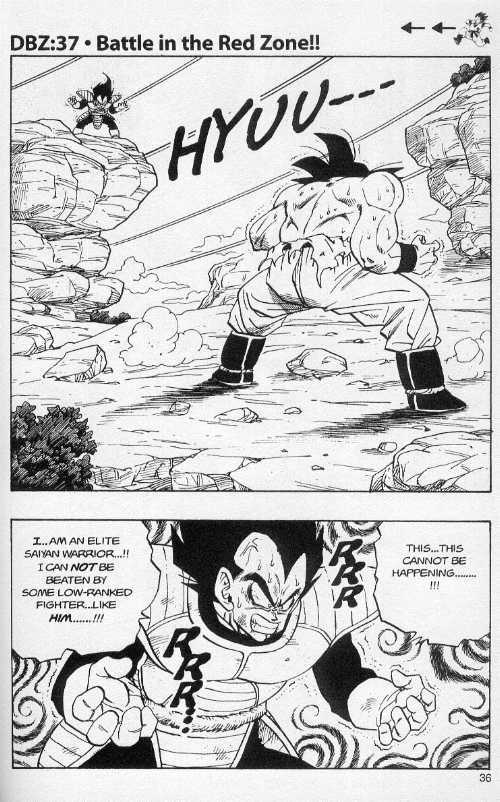 DBZ:37 • Battle in the Red Zone!!
HYUU---
THIS...THIS
CANNOT BE
HAPPENING........
!!!
RRR
I...AM AN ELITE
SAIYAN WARRIOR...!!
I CAN NOT BE
BEATEN BY
SOME LOW-RANKED
FIGHTER...LIKE
HIM......!!!
RRR!
36